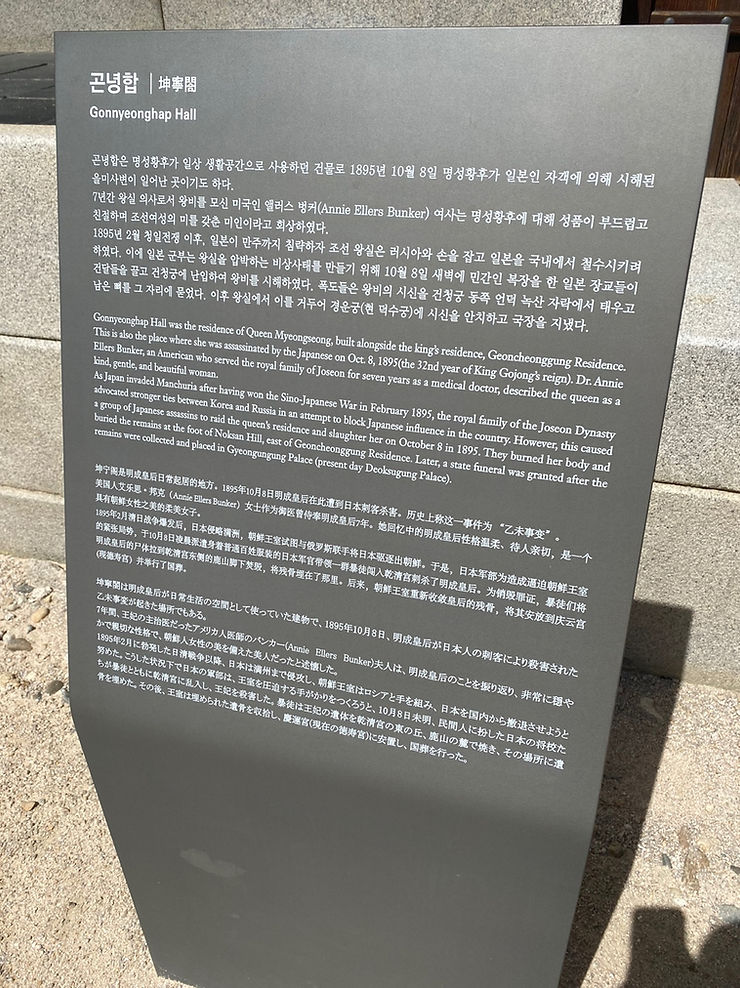 곤녕합 | 坤寧閤
Gonnyeonghap Hall
곤녕합은 명성황후가 일상 생활공간으로 사용하던 건물로 1895년 10월 8일 명성황후가 일본인 자객에 의해 시해된
을미사변이 일어난 곳이기도 하다.
7년간 왕실 의사로서 왕비를 모신 미국인 앨리스 벙커(Annie Ellers Bunker) 여사는 명성황후에 대해 성품이 부드럽고
친절하며 조선여성의 미를 갖춘 미인이라고 회상하였다.
1895년 2월 청일전쟁 이후, 일본이 만주까지 침략하자 조선 왕실은 러시아와 손을 잡고 일본을 국내에서 철수시키려
하였다. 이에 일본 군부는 왕실을 압박하는 비상사태를 만들기 위해 10월 8일 새벽에 민간인 복장을 한 일본 장교들이
건달들을 끌고 건청궁에 난입하여 왕비를 시해하였다. 폭도들은 왕비의 시신을 건청궁 동쪽 언덕 녹산 자락에서 태우고
남은 뼈를 그 자리에 묻었다. 이후 왕실에서 이를 거두어 경운궁(현 덕수궁)에 시신을 안치하고 국장을 지냈다.
Gonnyeonghap Hall was the residence of Queen Myeongseong, built alongside the king's residence, Geoncheonggung Residence.
This is also the place where she was assassinated by the Japanese on Oct. 8, 1895(the 32nd year of King Gojong's reign). Dr. Annie
Ellers Bunker, an American who served the royal family of Joseon for seven years as a medical doctor, described the queen as a
kind, gentle, and beautiful woman.
As Japan invaded Manchuria after having won the Sino-Japanese War in February 1895, the royal family of the Joseon Dynasty
advocated stronger ties between Korea and Russia in an attempt to block Japanese influence in the country. However, this caused
a group of Japanese assassins to raid the queen's residence and slaughter her on October 8 in 1895. They burned her body and
buried the remains at the foot of Noksan Hill, east of Geoncheonggung Residence. Later, a state funeral was granted after the
remains were collected and placed in Gyeongungung Palace (present day Deoksugung Palace).
坤宁阁是明成皇后日常起居的地方。1895年10月8日明成皇后在此遭到日本刺客杀害。历史上称这一事件为“乙未事变”。
美国人艾乐恩·邦克（Annie Ellers Bunker）女士作为御医曾侍奉明成皇后7年。她回忆中的明成皇后性格温柔、待人亲切，是一个
具有朝鲜女性之美的柔美女子。
1895年2月清日战争爆发后，日本侵略满洲，朝鲜王室试图与俄罗斯联手将日本驱逐出朝鲜。于是，日本军部为造成逼迫朝鲜王室
的紧张局势，于10月8日凌晨派遣身着普通百姓服装的日本军官带领一群暴徒闯入乾清宫刺杀了明成皇后。为销毁罪证，暴徒们将
明成皇后的尸体拉到乾清宫东侧的鹿山脚下焚毁，将残骨埋在了那里。后来，朝鲜王室重新收敛皇后的残骨，将其安放到庆云宫
(现德寿宫) 并举行了国葬。
坤寧閤は明成皇后が日常生活の空間として使っていた建物で、1895年10月8日、明成皇后が日本人の刺客により殺害された
乙未事変が起きた場所でもある。
7年間、王妃の主治医だったアメリカ人医師のバンカー(Annie Ellers Bunker)夫人は、明成皇后のことを振り返り、非常に穏や
かで親切な性格で、朝鮮人女性の美を備えた美人だったと述懐した。
1895年2月に勃発した日清戦争以降、日本は満州まで侵攻し、朝鮮王室はロシアと手を組み、日本を国内から撤退させようと
努めた。こうした状況下で日本の軍部は、王室を圧迫する手がかりをつくろうと、10月8日未明、民間人に扮した日本の将校た
ちが暴徒とともに乾清宮に乱入し、王妃を殺害した。暴徒は王妃の遺体を乾清宮の東の丘、鹿山の麓で焼き、その場所に遺
骨を埋めた。その後、王室は埋められた遺骨を収拾し、慶運宮(現在の徳寿宮)に安置し、国葬を行った。